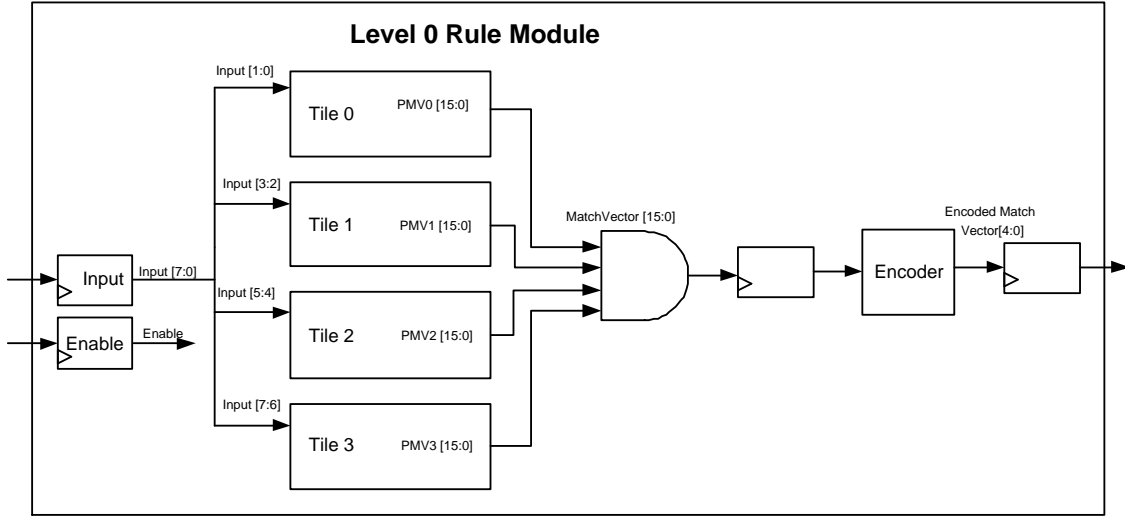 Level 0 Rule Module
Input [1:0]
Tile 0
PMV0 [15:0]
Input [3:2]
Tile 1
PMV1 [15:0]
MatchVector [15:0]
Encoded Match
Vector[4:0]
Input
Input [7:0]
Encoder
Input [5:4]
Tile 2
PMV2 [15:0]
Enable
Enable
Input [7:6]
Tile 3
PMV3 [15:0]